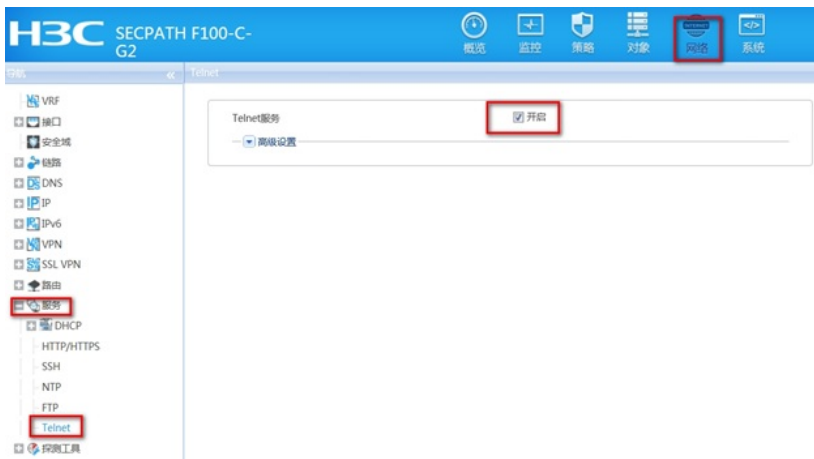 H3C SECPATH F100-C-
G2
概览 监控 策略 对象 网络 系统
导航 « Telnet
VRF
接口
安全域
链路
DNS
IP
IPv6
VPN
SSL VPN
路由
服务
DHCP
HTTP/HTTPS
SSH
NTP
FTP
Telnet
探测工具
Telnet服务 开启
高级设置